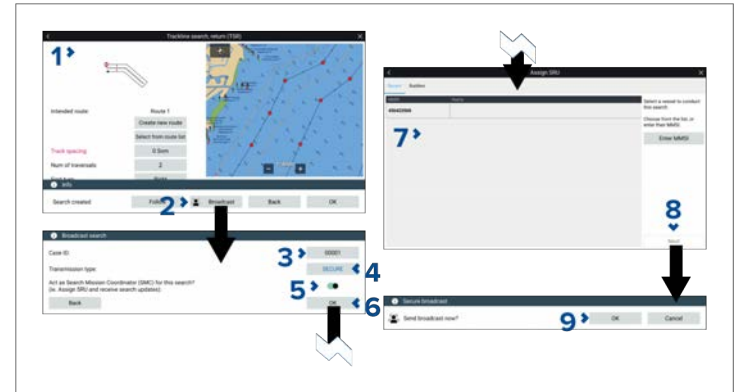 Trackline search, return (TSR)
1
Intended route:
Route 1
Create new route
Select from route list
Track spacing
0.5nm
Num of traversals
2
Info
Search created
Follow
2
Broadcast
Back
OK
Broadcast search
Case ID:
3
00001
Transmission type:
SECURE
4
Act as Search Mission Coordinator (SMC) for this search?
(ie. Assign SRU and receive search updates)
5
Back
OK
6
Assign SRU
MMSI
Name
7
Select a vessel to conduct
this search.
Choose from the list, or
enter their MMSI.
Enter MMSI
8
Next
Secure broadcast
Send broadcast now?
9
OK
Cancel